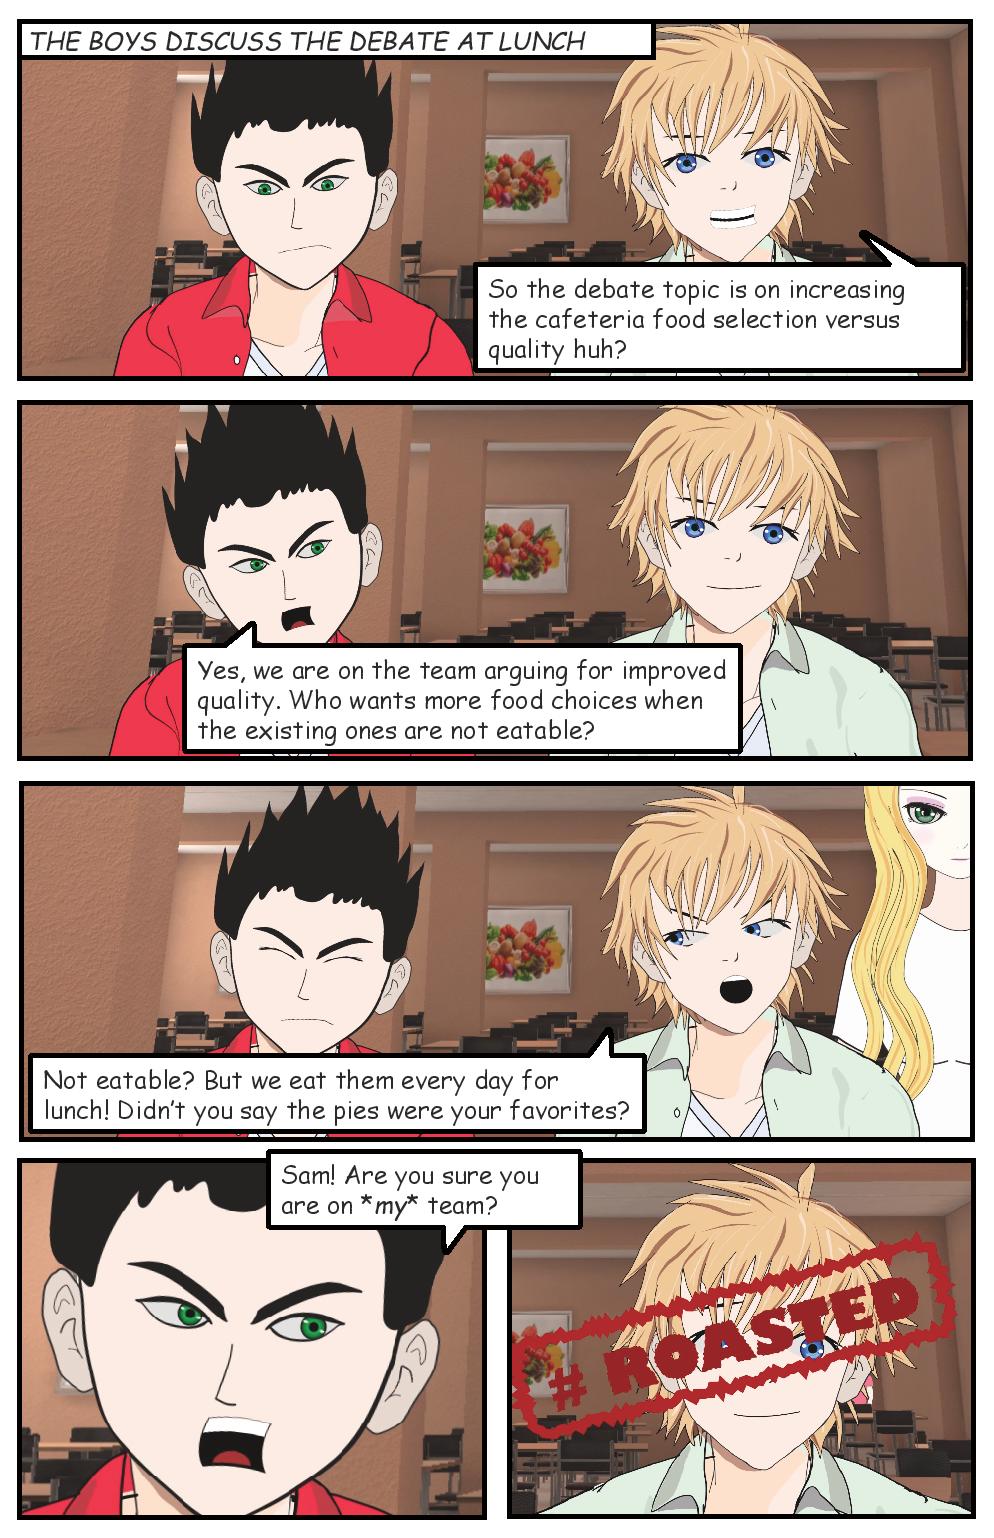 THE BOYS DISCUSS THE DEBATE AT LUNCH
So the debate topic is on increasing
the cafeteria food selection versus
quality huh?
Yes, we are on the team arguing for improved
quality. Who wants more food choices when
the existing ones are not eatable?
Not eatable? But we eat them every day for
lunch! Didn't you say the pies were your favorites?
Sam! Are you sure you
are on *my* team?
# ROASTED